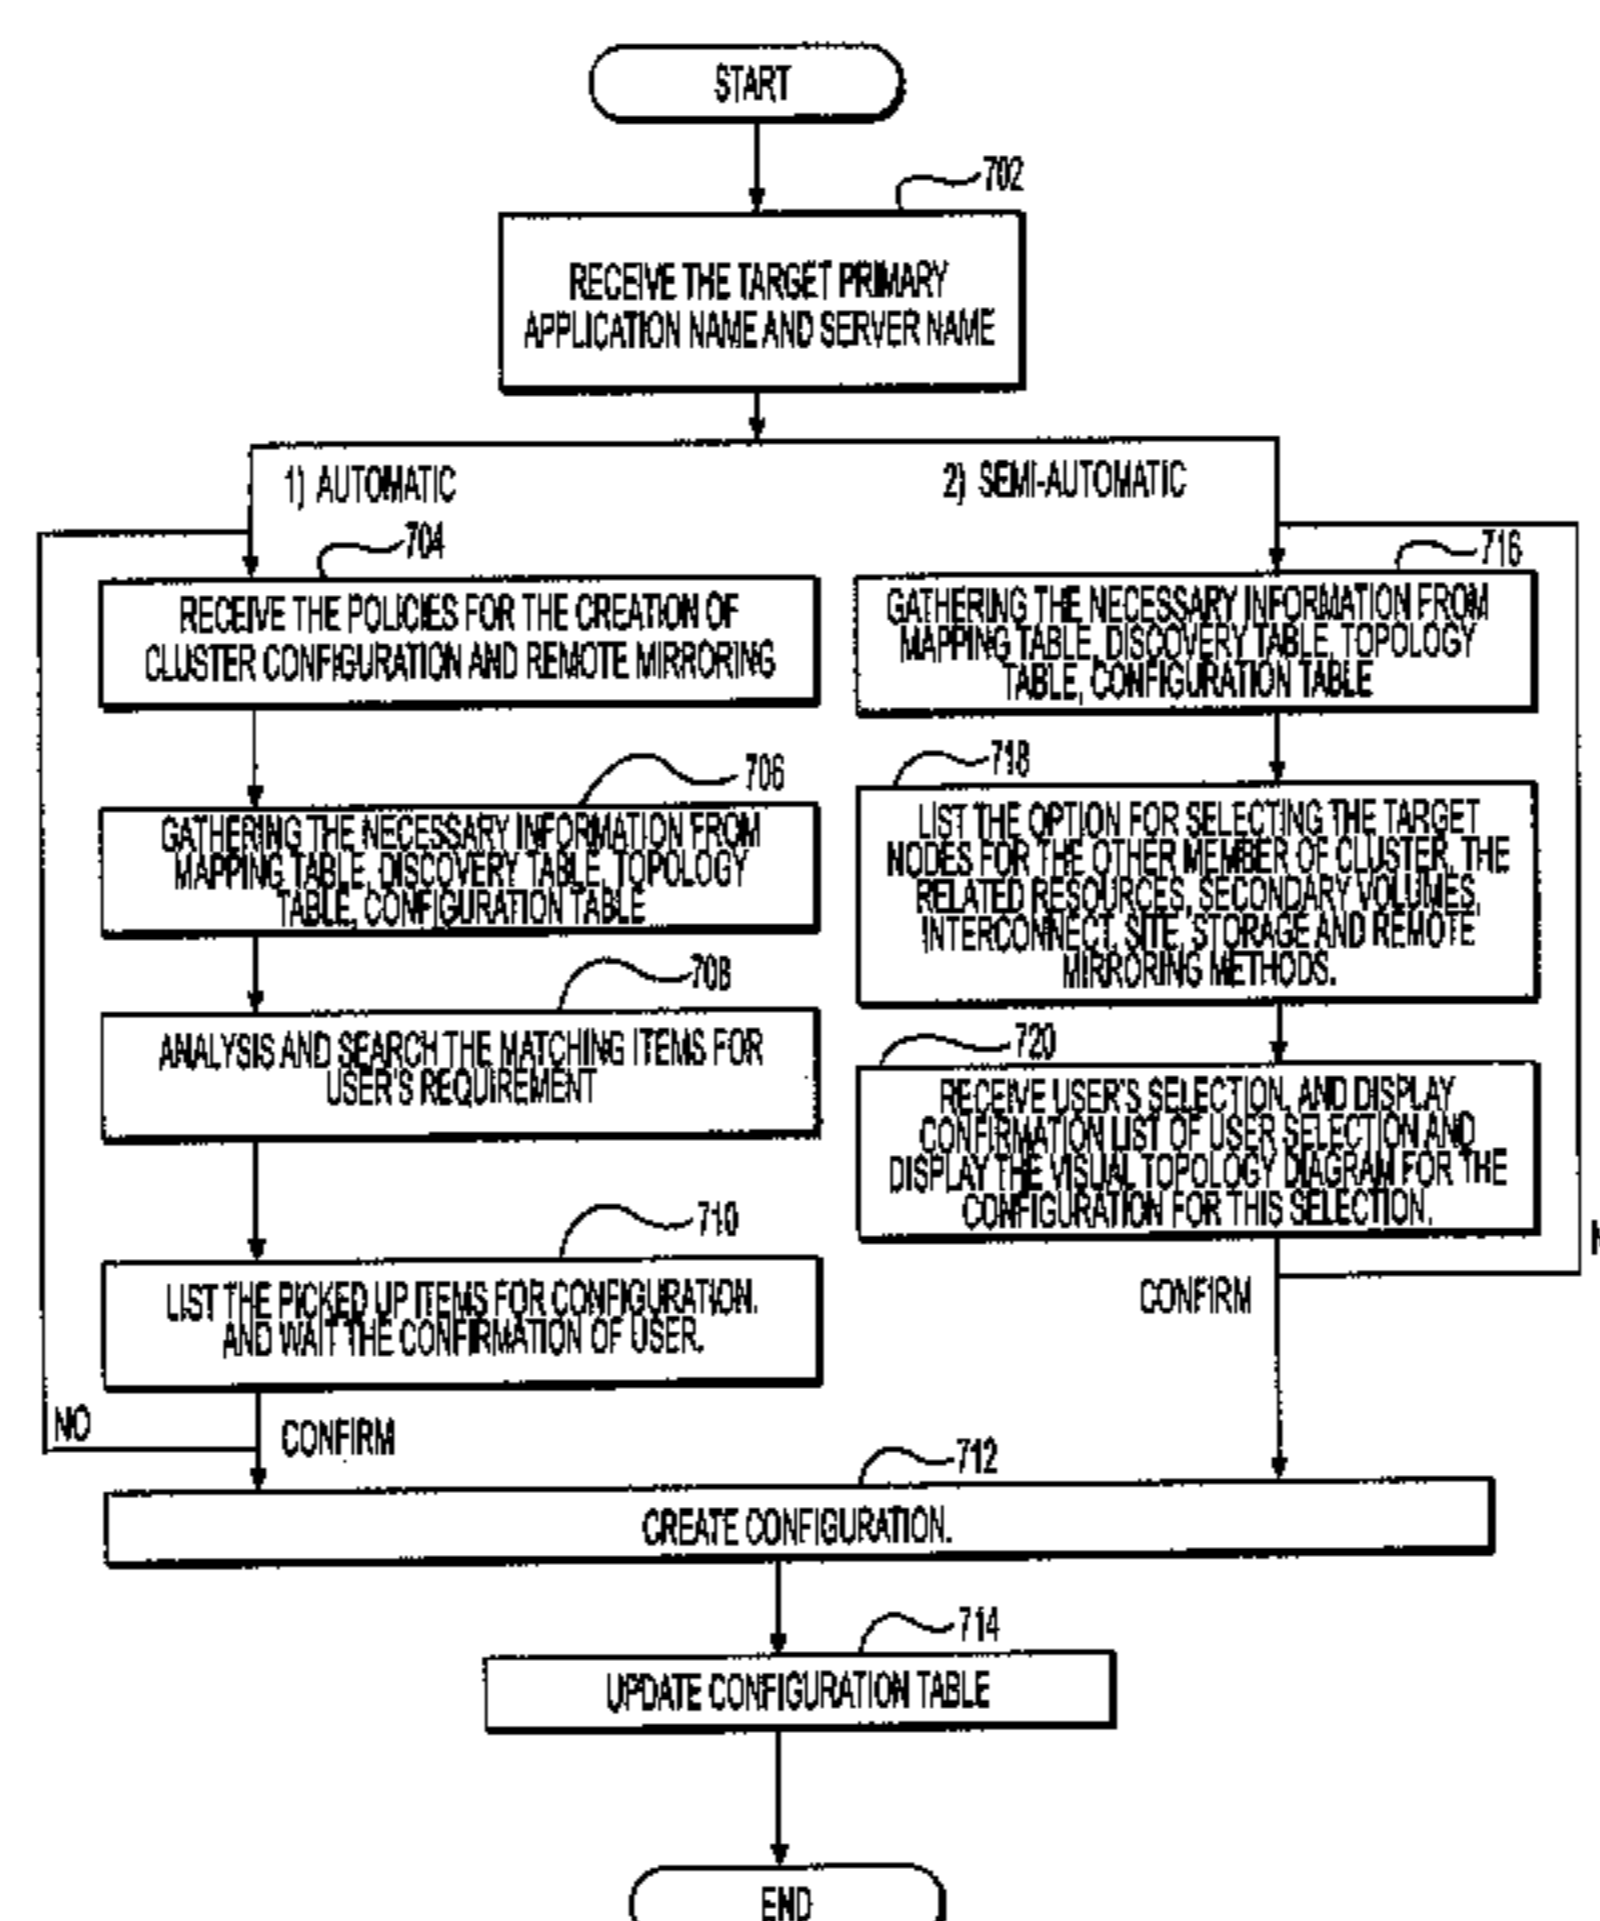 START
702
RECEIVE THE TARGET PRIMARY
APPLICATION NAME AND SERVER NAME
1) AUTOMATIC
2) SEMI-AUTOMATIC
704
RECEIVE THE POLICIES FOR THE CREATION OF
CLUSTER CONFIGURATION AND REMOTE MIRRORING
706
GATHERING THE NECESSARY INFORMATION FROM
MAPPING TABLE, DISCOVERY TABLE, TOPOLOGY
TABLE, CONFIGURATION TABLE
708
ANALYSIS AND SEARCH THE MATCHING ITEMS FOR
USER'S REQUIREMENT
710
LIST THE PICKED UP ITEMS FOR CONFIGURATION.
AND WAIT THE CONFIRMATION OF USER.
NO
CONFIRM
716
GATHERING THE NECESSARY INFORMATION FROM
MAPPING TABLE, DISCOVERY TABLE, TOPOLOGY
TABLE, CONFIGURATION TABLE
718
LIST THE OPTION FOR SELECTING THE TARGET
NODES FOR THE OTHER MEMBER OF CLUSTER, THE
RELATED RESOURCES, SECONDARY VOLUMES,
INTERCONNECT, SITE, STORAGE AND REMOTE
MIRRORING METHODS.
720
RECEIVE USER'S SELECTION, AND DISPLAY
CONFIRMATION LIST OF USER SELECTION AND
DISPLAY THE VISUAL TOPOLOGY DIAGRAM FOR THE
CONFIGURATION FOR THIS SELECTION.
CONFIRM
712
CREATE CONFIGURATION.
714
UPDATE CONFIGURATION TABLE
END